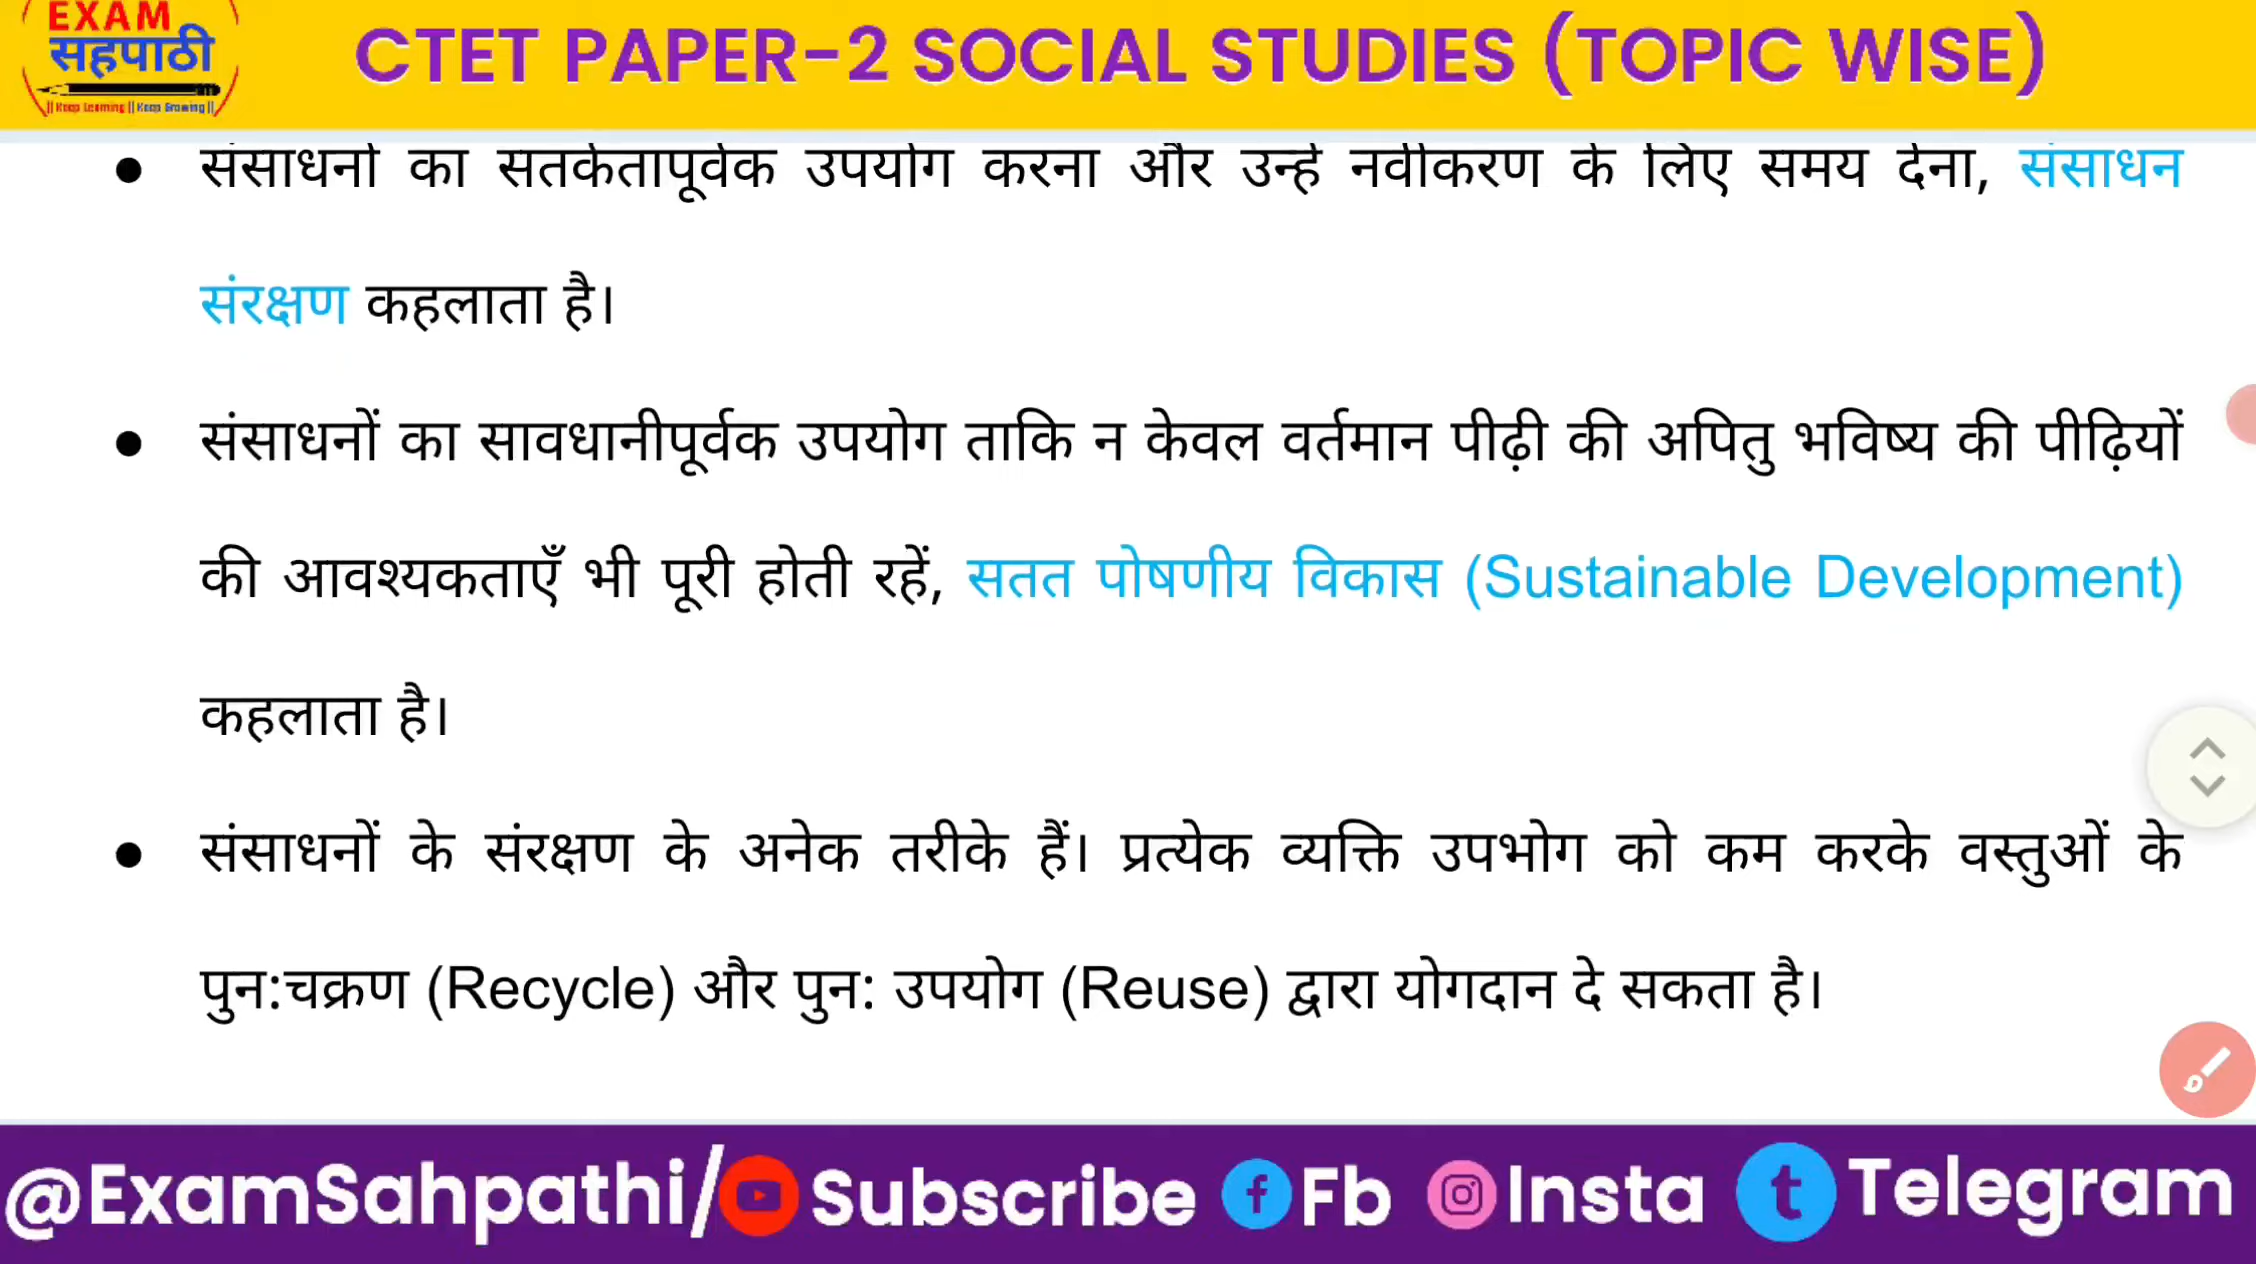 EXAM
सहपाठी
|| Keep Learning || Keep Growing ||
CTET PAPER-2 SOCIAL STUDIES (TOPIC WISE)
● संसाधनों का सतर्कतापूर्वक उपयोग करना और उन्हें नवीकरण के लिए समय देना, संसाधन
संरक्षण कहलाता है।
● संसाधनों का सावधानीपूर्वक उपयोग ताकि न केवल वर्तमान पीढ़ी की अपितु भविष्य की पीढ़ियों
की आवश्यकताएँ भी पूरी होती रहें, सतत पोषणीय विकास (Sustainable Development)
कहलाता है।
● संसाधनों के संरक्षण के अनेक तरीके हैं। प्रत्येक व्यक्ति उपभोग को कम करके वस्तुओं के
पुन:चक्रण (Recycle) और पुन: उपयोग (Reuse) द्वारा योगदान दे सकता है।
@ExamSahpathi/ Subscribe f Fb Insta t Telegram